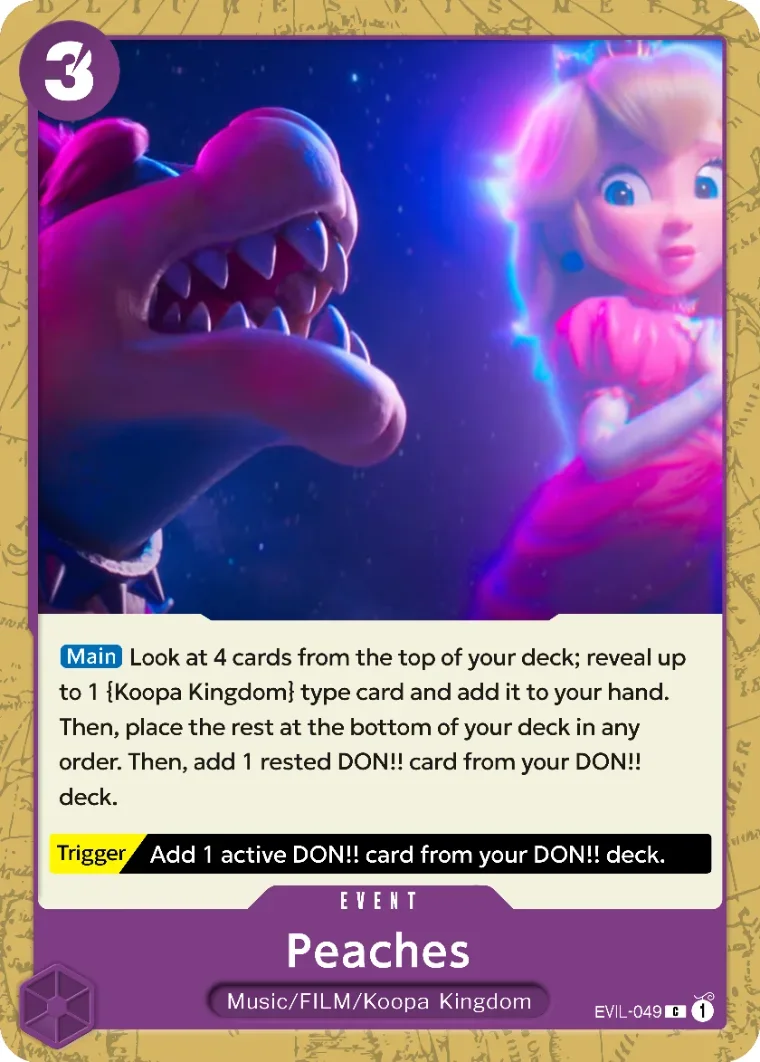 3
Main Look at 4 cards from the top of your deck; reveal up
to 1 {Koopa Kingdom} type card and add it to your hand.
Then, place the rest at the bottom of your deck in any
order. Then, add 1 rested DON!! card from your DON!!
deck.
Trigger Add 1 active DON!! card from your DON!! deck.
EVENT
Peaches
Music/FILM/Koopa Kingdom
EVIL-049 C 1